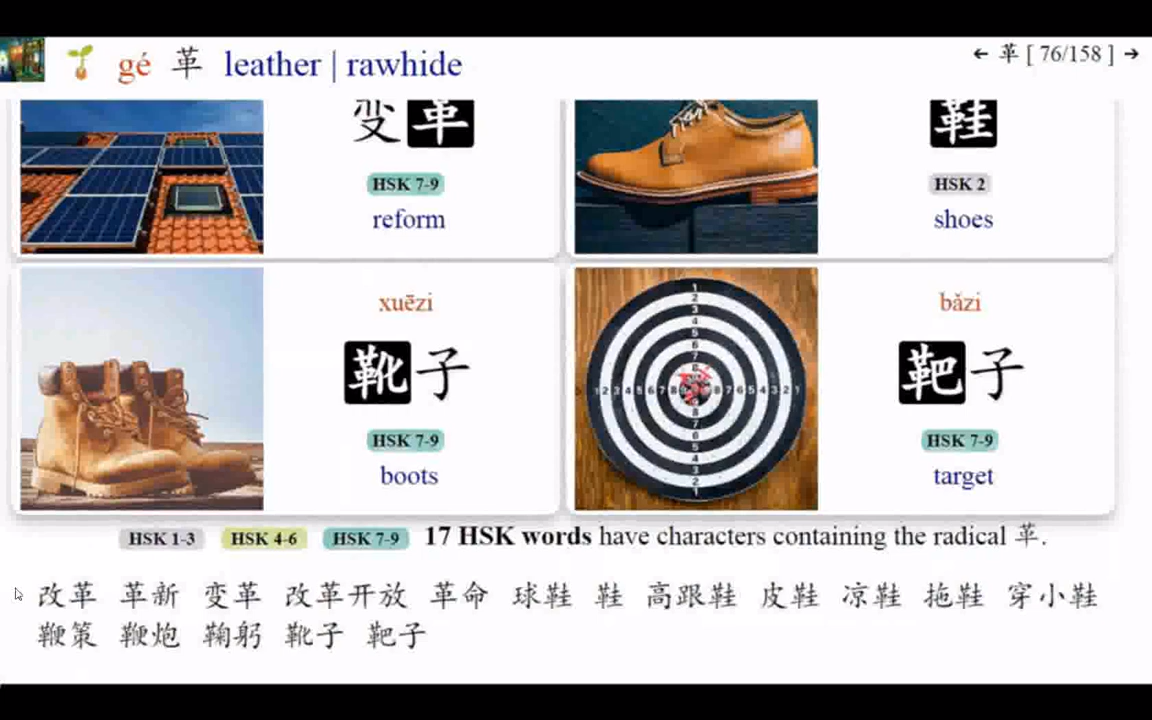 gé 革 leather | rawhide
← 革 [ 76/158 ] →
变革
HSK 7-9
reform
鞋
HSK 2
shoes
xuēzi
靴子
HSK 7-9
boots
bǎzi
靶子
HSK 7-9
target
HSK 1-3 HSK 4-6 HSK 7-9 17 HSK words have characters containing the radical 革.
改革 革新 变革 改革开放 革命 球鞋 鞋 高跟鞋 皮鞋 凉鞋 拖鞋 穿小鞋
鞭策 鞭炮 鞠躬 靴子 靶子